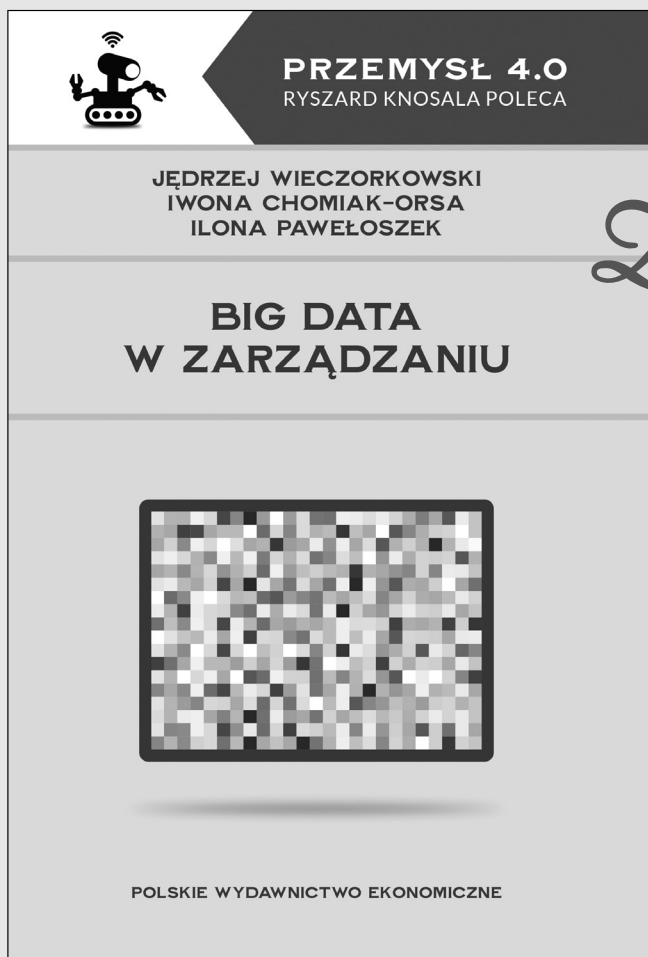 PRZEMYSŁ 4.0
RYSZARD KNOSALA POLECA
JĘDRZEJ WIECZORKOWSKI
IWONA CHOMIAK-ORSA
ILONA PAWEŁOSZEK
BIG DATA
W ZARZĄDZANIU
POLSKIE WYDAWNICTWO EKONOMICZNE